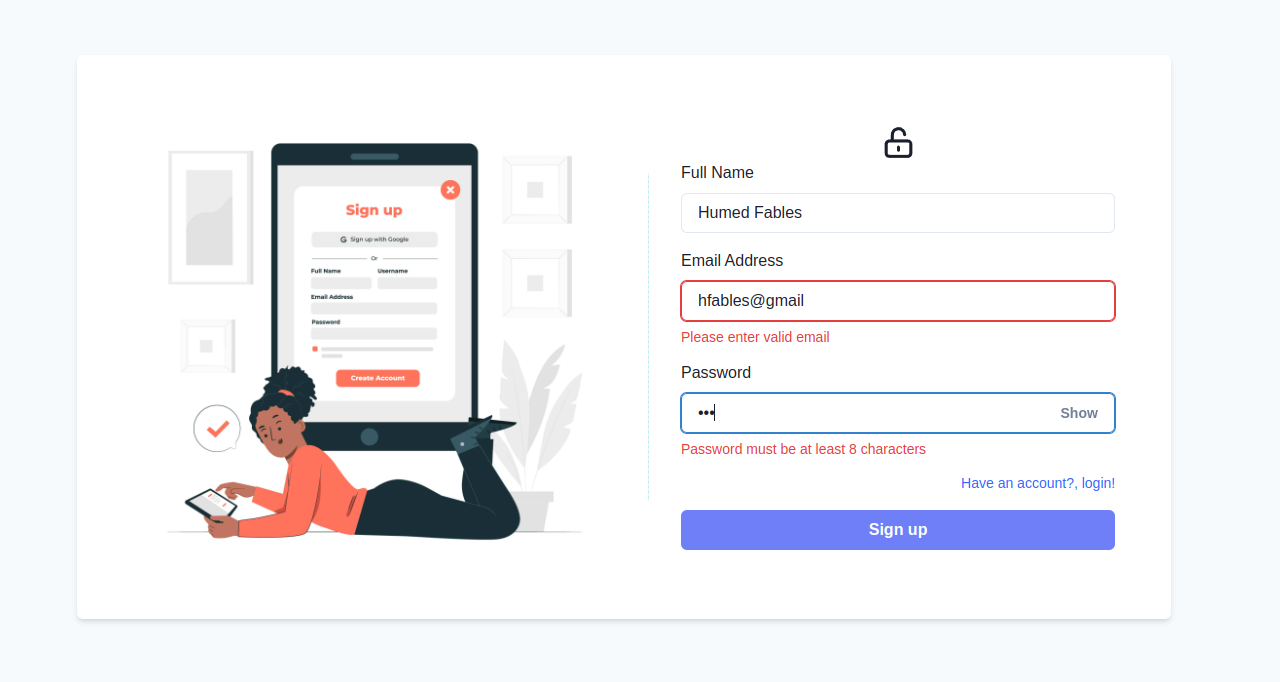 Sign up
Sign up with Google
Or
Full Name Username
Email Address
Password
Create Account
Full Name
Humed Fables
Email Address
hfables@gmail
Please enter valid email
Password
•••
Show
Password must be at least 8 characters
Have an account?, login!
Sign up